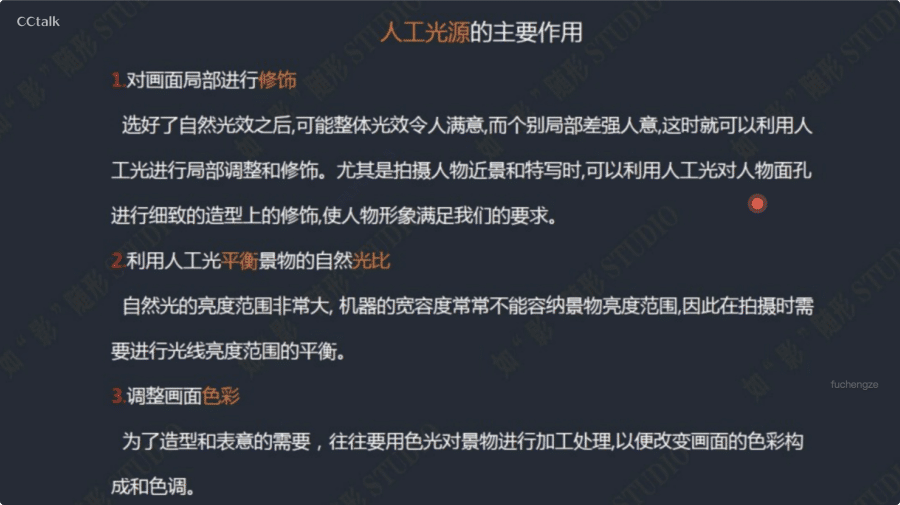 CCtalk
人工光源的主要作用
1.对画面局部进行修饰
选好了自然光效之后,可能整体光效令人满意,而个别局部差强人意,这时就可以利用人
工光进行局部调整和修饰。尤其是拍摄人物近景和特写时,可以利用人工光对人物面孔
进行细致的造型上的修饰,使人物形象满足我们的要求。
2.利用人工光平衡景物的自然光比
自然光的亮度范围非常大, 机器的宽容度常常不能容纳景物亮度范围,因此在拍摄时需
要进行光线亮度范围的平衡。
fuchengze
3.调整画面色彩
为了造型和表意的需要，往往要用色光对景物进行加工处理,以便改变画面的色彩构
成和色调。
如“影”随形 STUDIO